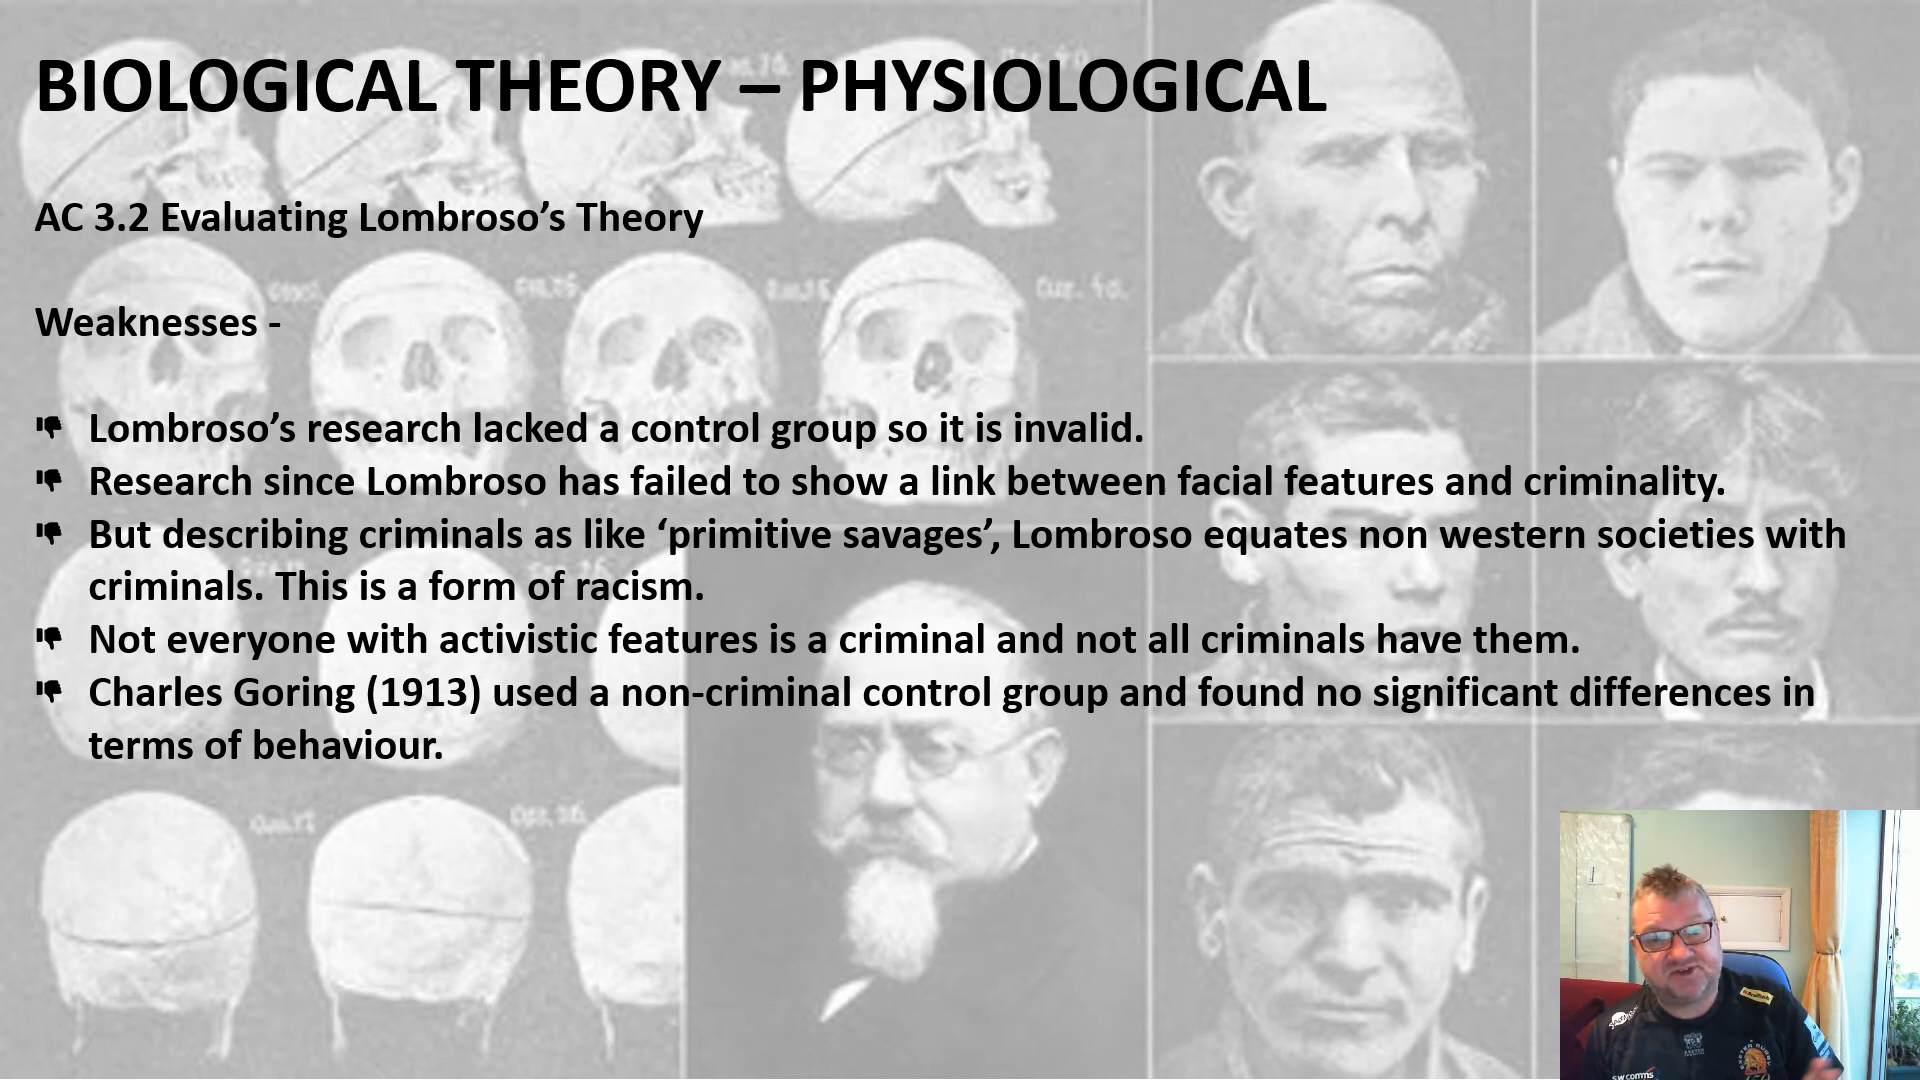 BIOLOGICAL THEORY – PHYSIOLOGICAL
AC 3.2 Evaluating Lombroso’s Theory
Weaknesses -
Lombroso’s research lacked a control group so it is invalid.
Research since Lombroso has failed to show a link between facial features and criminality.
But describing criminals as like ‘primitive savages’, Lombroso equates non western societies with
criminals. This is a form of racism.
Not everyone with activistic features is a criminal and not all criminals have them.
Charles Goring (1913) used a non-criminal control group and found no significant differences in
terms of behaviour.